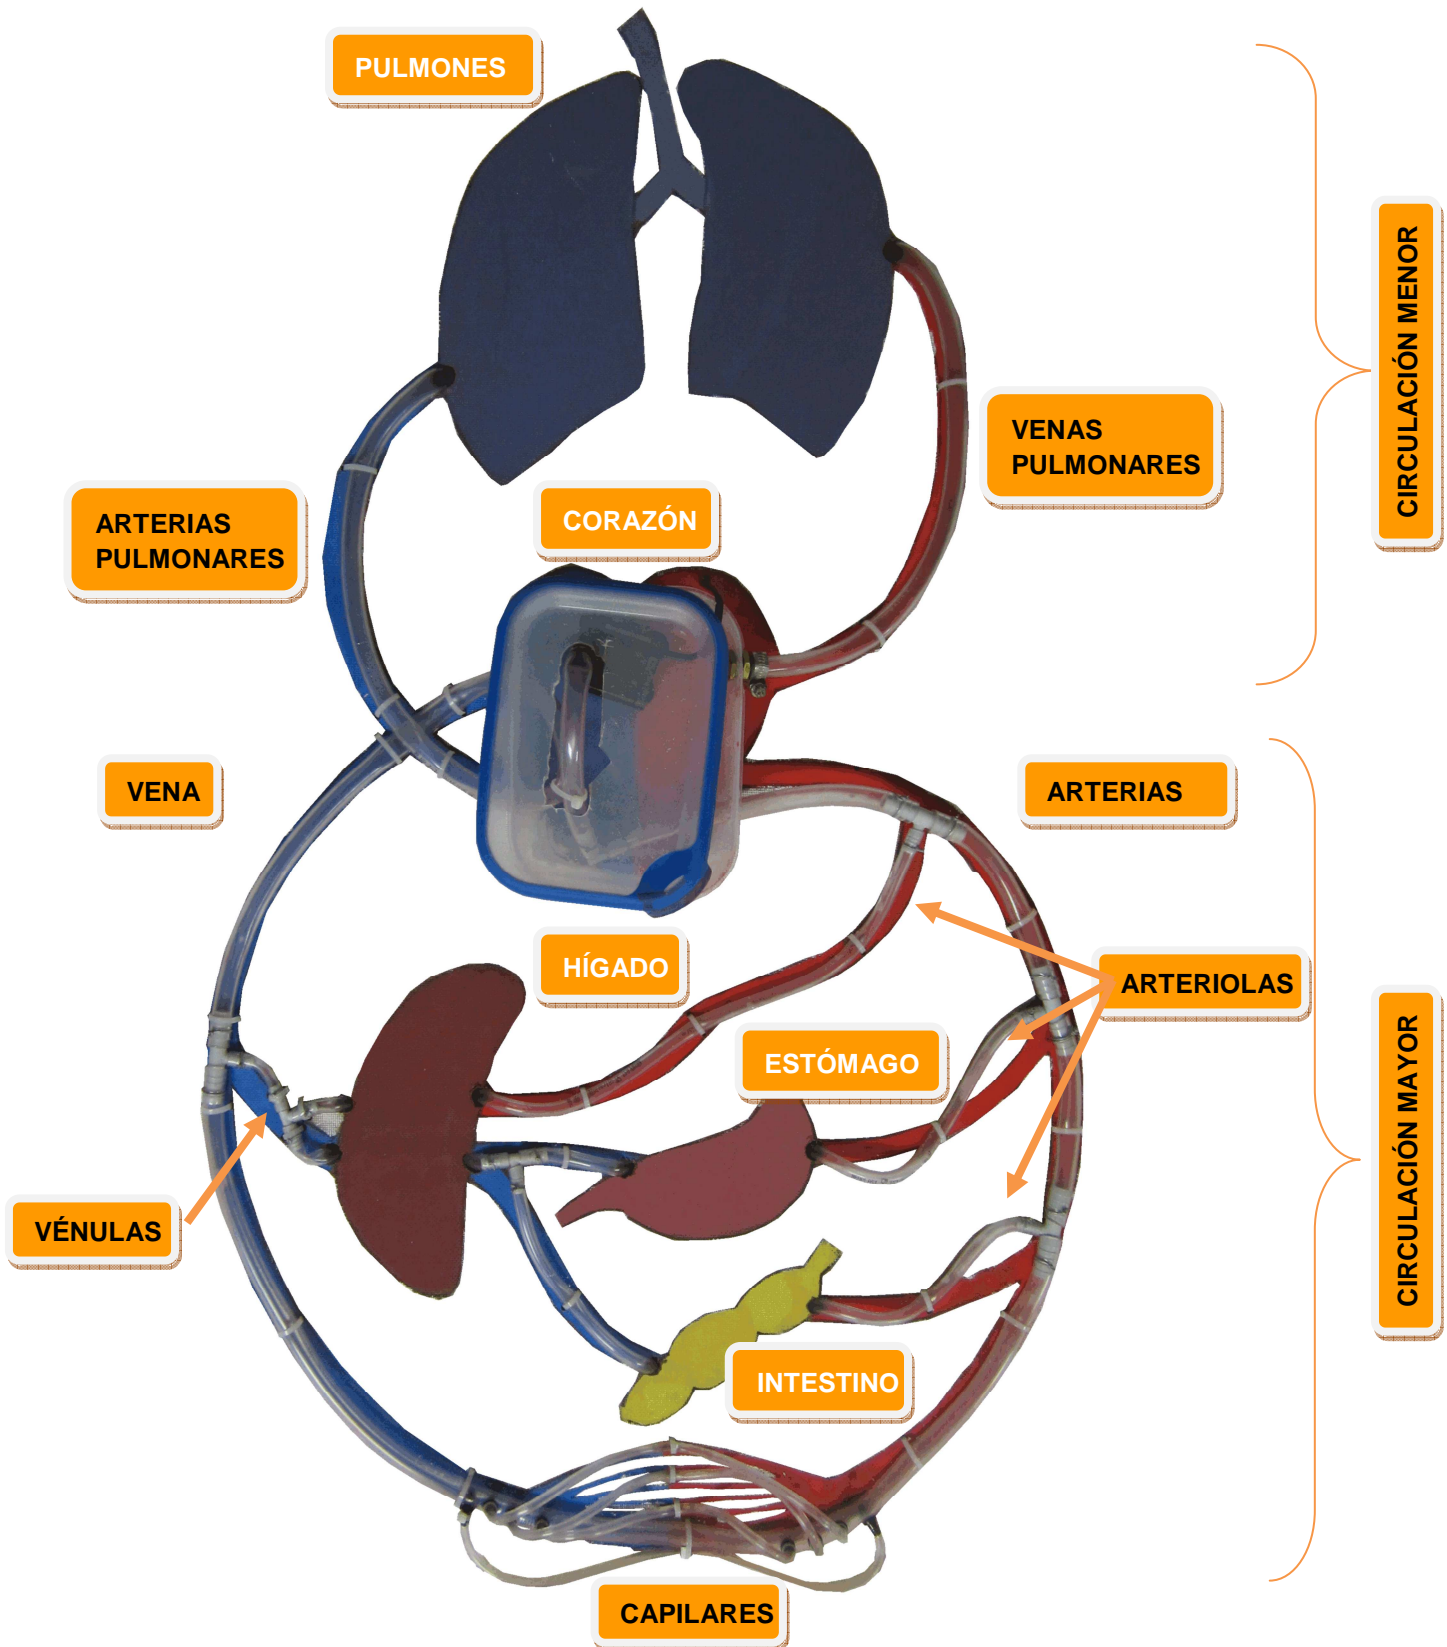 PULMONES
CIRCULACIÓN MENOR
VENAS
PULMONARES
ARTERIAS
PULMONARES
CORAZÓN
VENA
ARTERIAS
HÍGADO
ARTERIOLAS
ESTÓMAGO
CIRCULACIÓN MAYOR
VÉNULAS
INTESTINO
CAPILARES